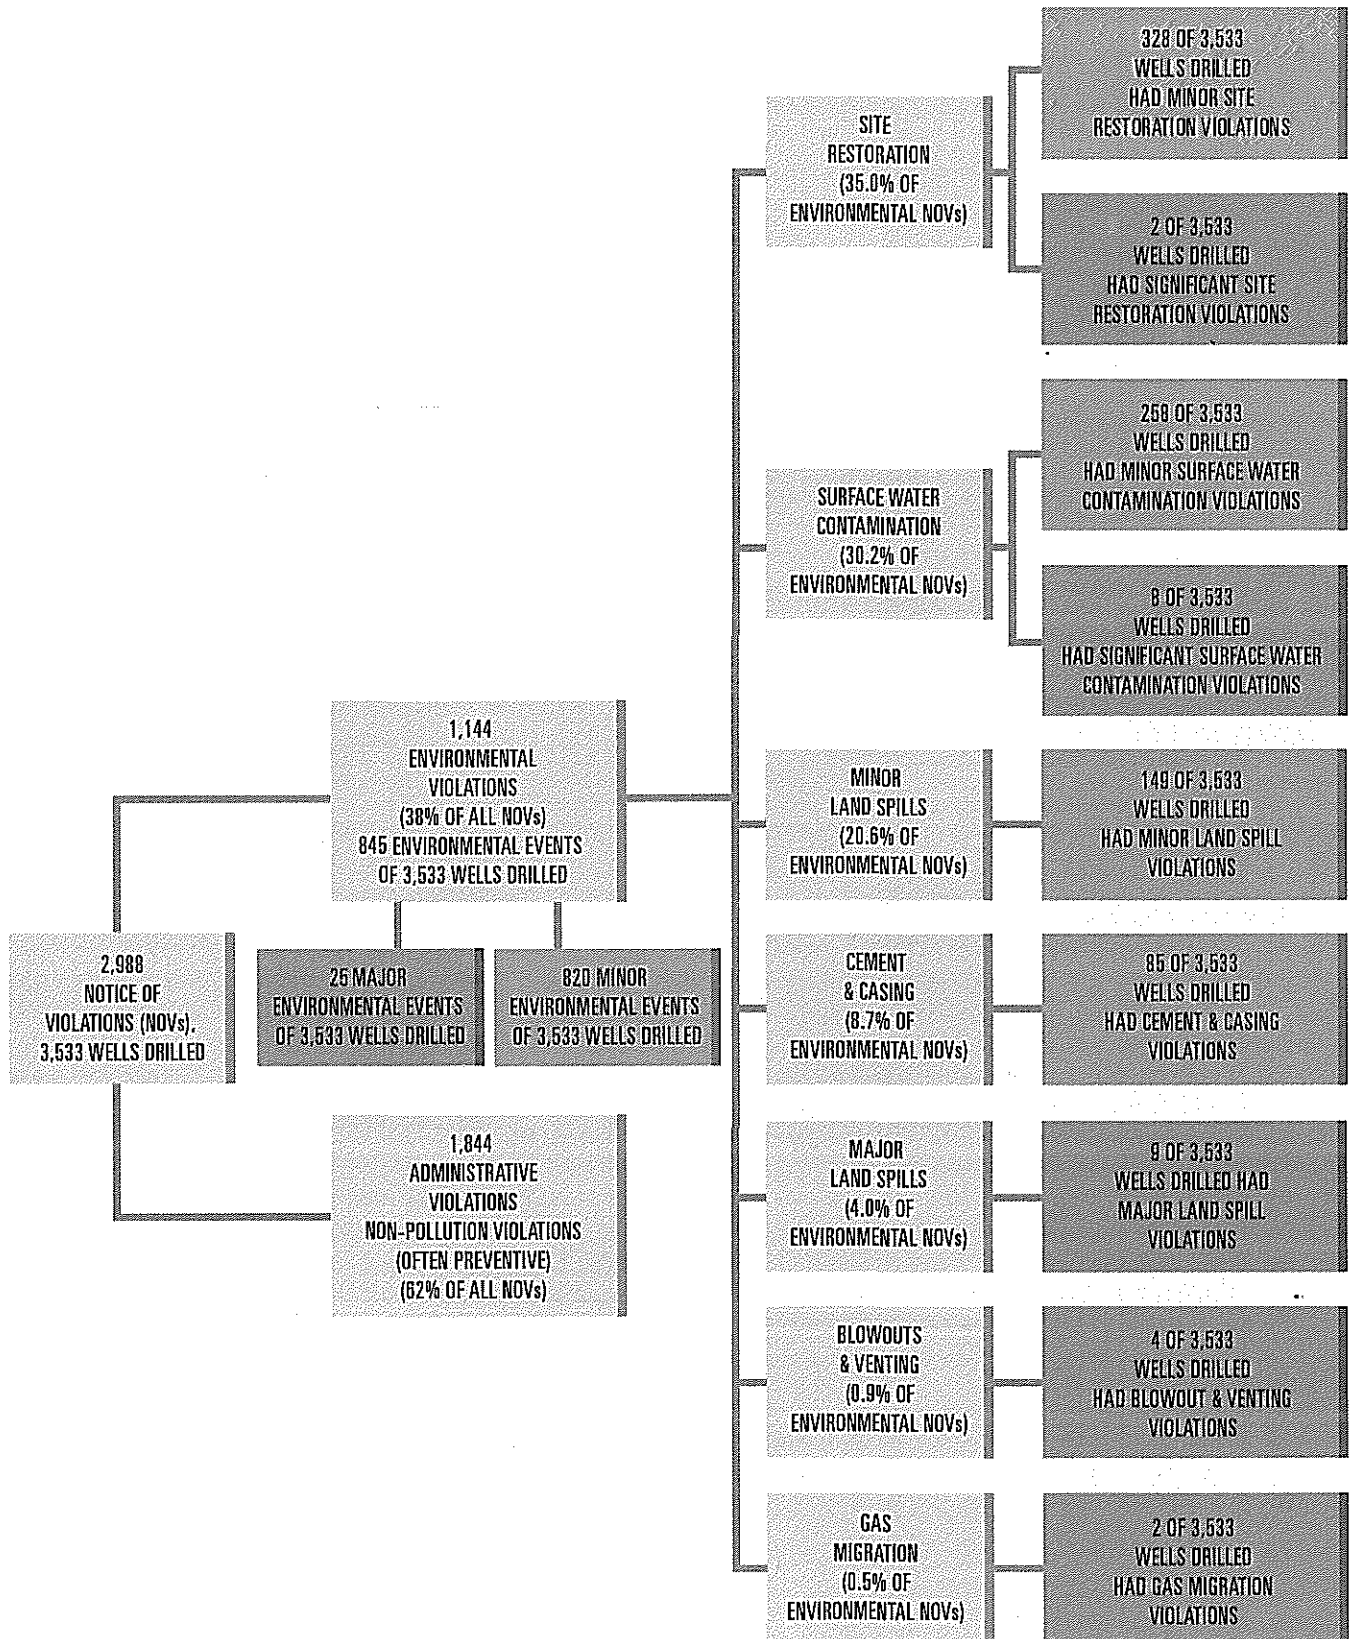 2,988
NOTICE OF
VIOLATIONS (NOVs).
3,533 WELLS DRILLED
1,144
ENVIRONMENTAL
VIOLATIONS
(38% OF ALL NOVs)
845 ENVIRONMENTAL EVENTS
OF 3,533 WELLS DRILLED
25 MAJOR
ENVIRONMENTAL EVENTS
OF 3,533 WELLS DRILLED
820 MINOR
ENVIRONMENTAL EVENTS
OF 3,533 WELLS DRILLED
1,844
ADMINISTRATIVE
VIOLATIONS
NON-POLLUTION VIOLATIONS
(OFTEN PREVENTIVE)
(62% OF ALL NOVs)
SITE
RESTORATION
(35.0% OF
ENVIRONMENTAL NOVs)
328 OF 3,533
WELLS DRILLED
HAD MINOR SITE
RESTORATION VIOLATIONS
2 OF 3,533
WELLS DRILLED
HAD SIGNIFICANT SITE
RESTORATION VIOLATIONS
SURFACE WATER
CONTAMINATION
(30.2% OF
ENVIRONMENTAL NOVs)
258 OF 3,533
WELLS DRILLED
HAD MINOR SURFACE WATER
CONTAMINATION VIOLATIONS
8 OF 3,533
WELLS DRILLED
HAD SIGNIFICANT SURFACE WATER
CONTAMINATION VIOLATIONS
MINOR
LAND SPILLS
(20.6% OF
ENVIRONMENTAL NOVs)
149 OF 3,533
WELLS DRILLED
HAD MINOR LAND SPILL
VIOLATIONS
CEMENT
& CASING
(8.7% OF
ENVIRONMENTAL NOVs)
85 OF 3,533
WELLS DRILLED
HAD CEMENT & CASING
VIOLATIONS
MAJOR
LAND SPILLS
(4.0% OF
ENVIRONMENTAL NOVs)
9 OF 3,533
WELLS DRILLED HAD
MAJOR LAND SPILL
VIOLATIONS
BLOWOUTS
& VENTING
(0.9% OF
ENVIRONMENTAL NOVs)
4 OF 3,533
WELLS DRILLED
HAD BLOWOUT & VENTING
VIOLATIONS
GAS
MIGRATION
(0.5% OF
ENVIRONMENTAL NOVs)
2 OF 3,533
WELLS DRILLED
HAD GAS MIGRATION
VIOLATIONS